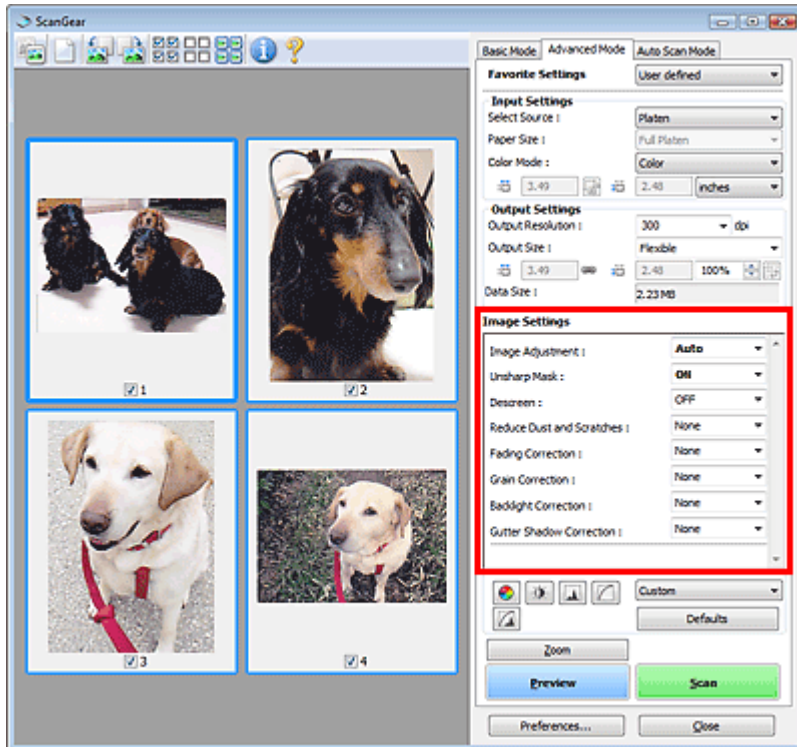 ScanGear
Basic Mode Advanced Mode Auto Scan Mode
Favorite Settings User defined
Input Settings
Select Source : Platen
Paper Size : Full Platen
Color Mode : Color
3.49 2.48 inches
Output Settings
Output Resolution : 300 dpi
Output Size : Flexible
3.49 2.48 100%
Data Size : 2.23 MB
Image Settings
Image Adjustment : Auto
Unsharp Mask : ON
Descreen : OFF
Reduce Dust and Scratches : None
Fading Correction : None
Grain Correction : None
Backlight Correction : None
Gutter Shadow Correction : None
Custom
Defaults
Zoom
Preview Scan
Preferences... Close
1 2
3 4